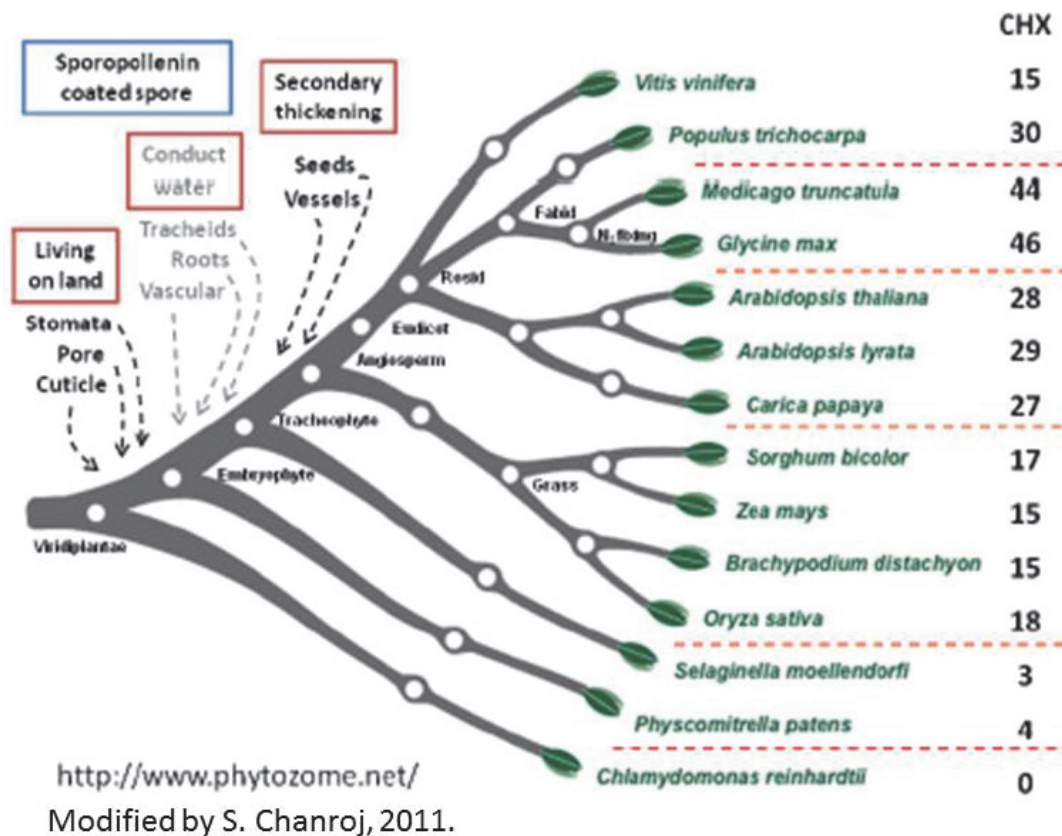 CHX
Sporopollenin
coated spore
Secondary
thickening
Conduct
water
Seeds
Vessels
Tracheids
Roots
Vascular
Living
on land
Stomata
Pore
Cuticle
Vitis vinifera 15
Populus trichocarpa 30
Medicago truncatula 44
Glycine max 46
Arabidopsis thaliana 28
Arabidopsis lyrata 29
Carica papaya 27
Sorghum bicolor 17
Zea mays 15
Brachypodium distachyon 15
Oryza sativa 18
Selaginella moellendorfi 3
Physcomitrella patens 4
Chlamydomonas reinhardtii 0
Fabid
N₂ fixing
Rosid
Eudicot
Angiosperm
Tracheophyte
Grass
Embryophyte
Viridiplantae
http://www.phytozome.net/
Modified by S. Chanroj, 2011.